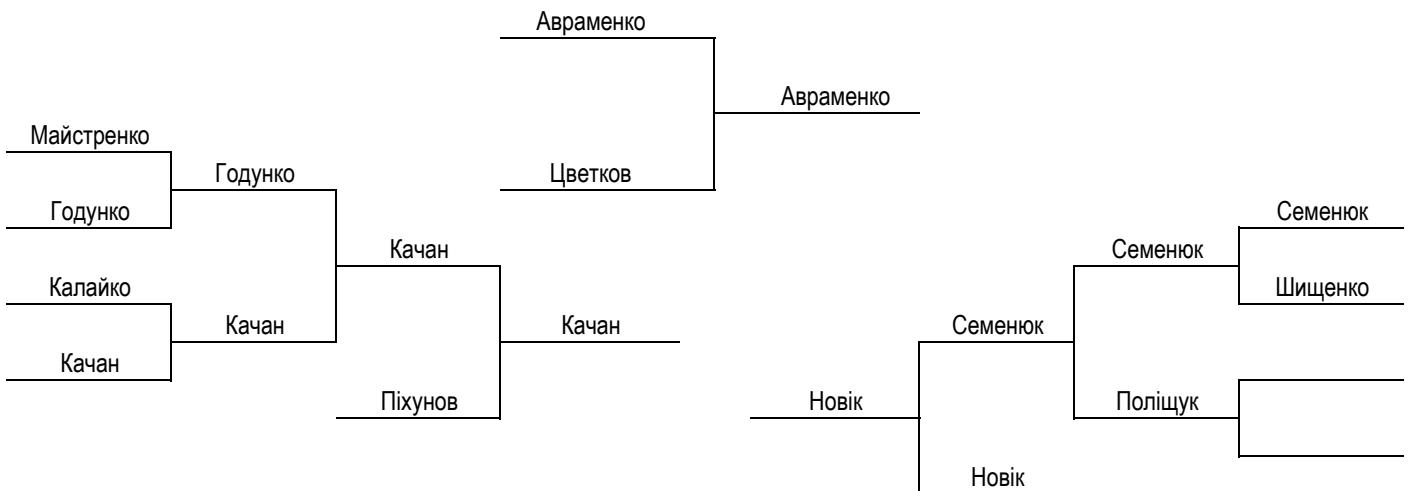 Авраменко
Авраменко
Майстренко
Годунко
Цветков
Годунко
Семенюк
Качан
Семенюк
Калайко
Шищенко
Качан
Качан
Семенюк
Качан
Піхунов
Новік
Поліщук
Новік